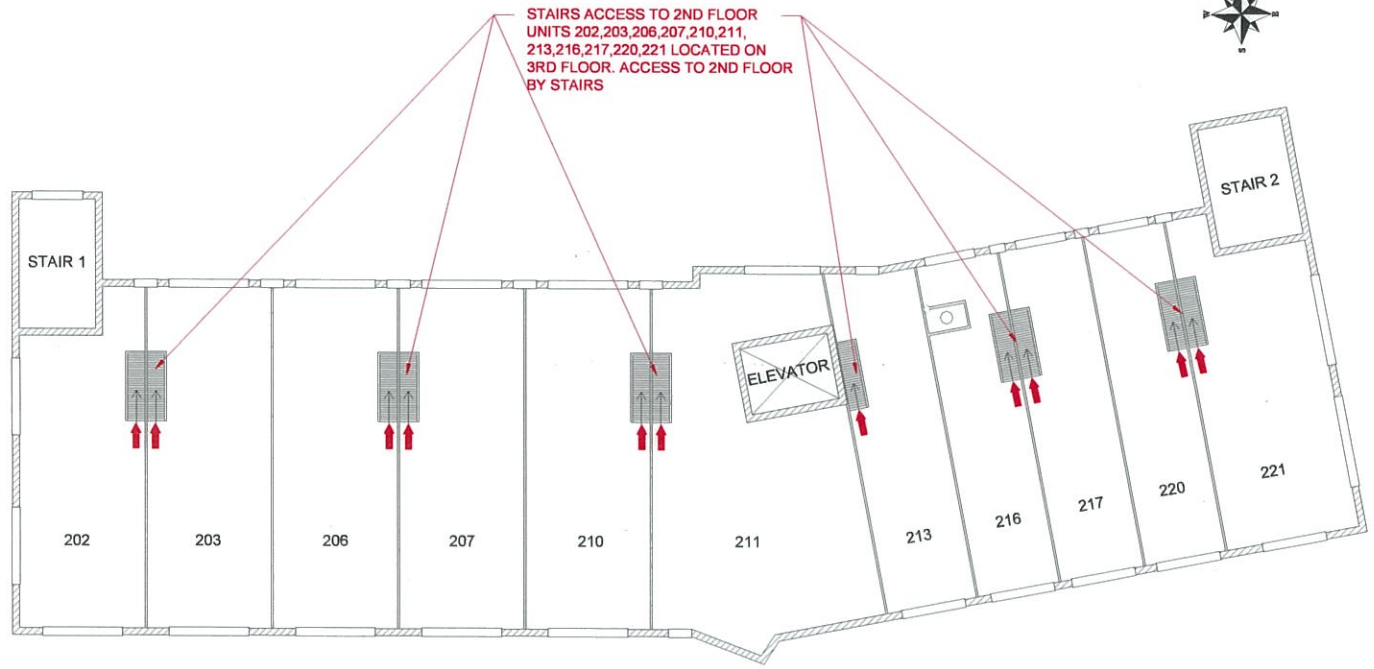 STAIRS ACCESS TO 2ND FLOOR
UNITS 202,203,206,207,210,211,
213,216,217,220,221 LOCATED ON
3RD FLOOR. ACCESS TO 2ND FLOOR
BY STAIRS
S
STAIR 2
STAIR 1
ELEVATOR
202
203
206
207
210
211
213
216
217
220
221